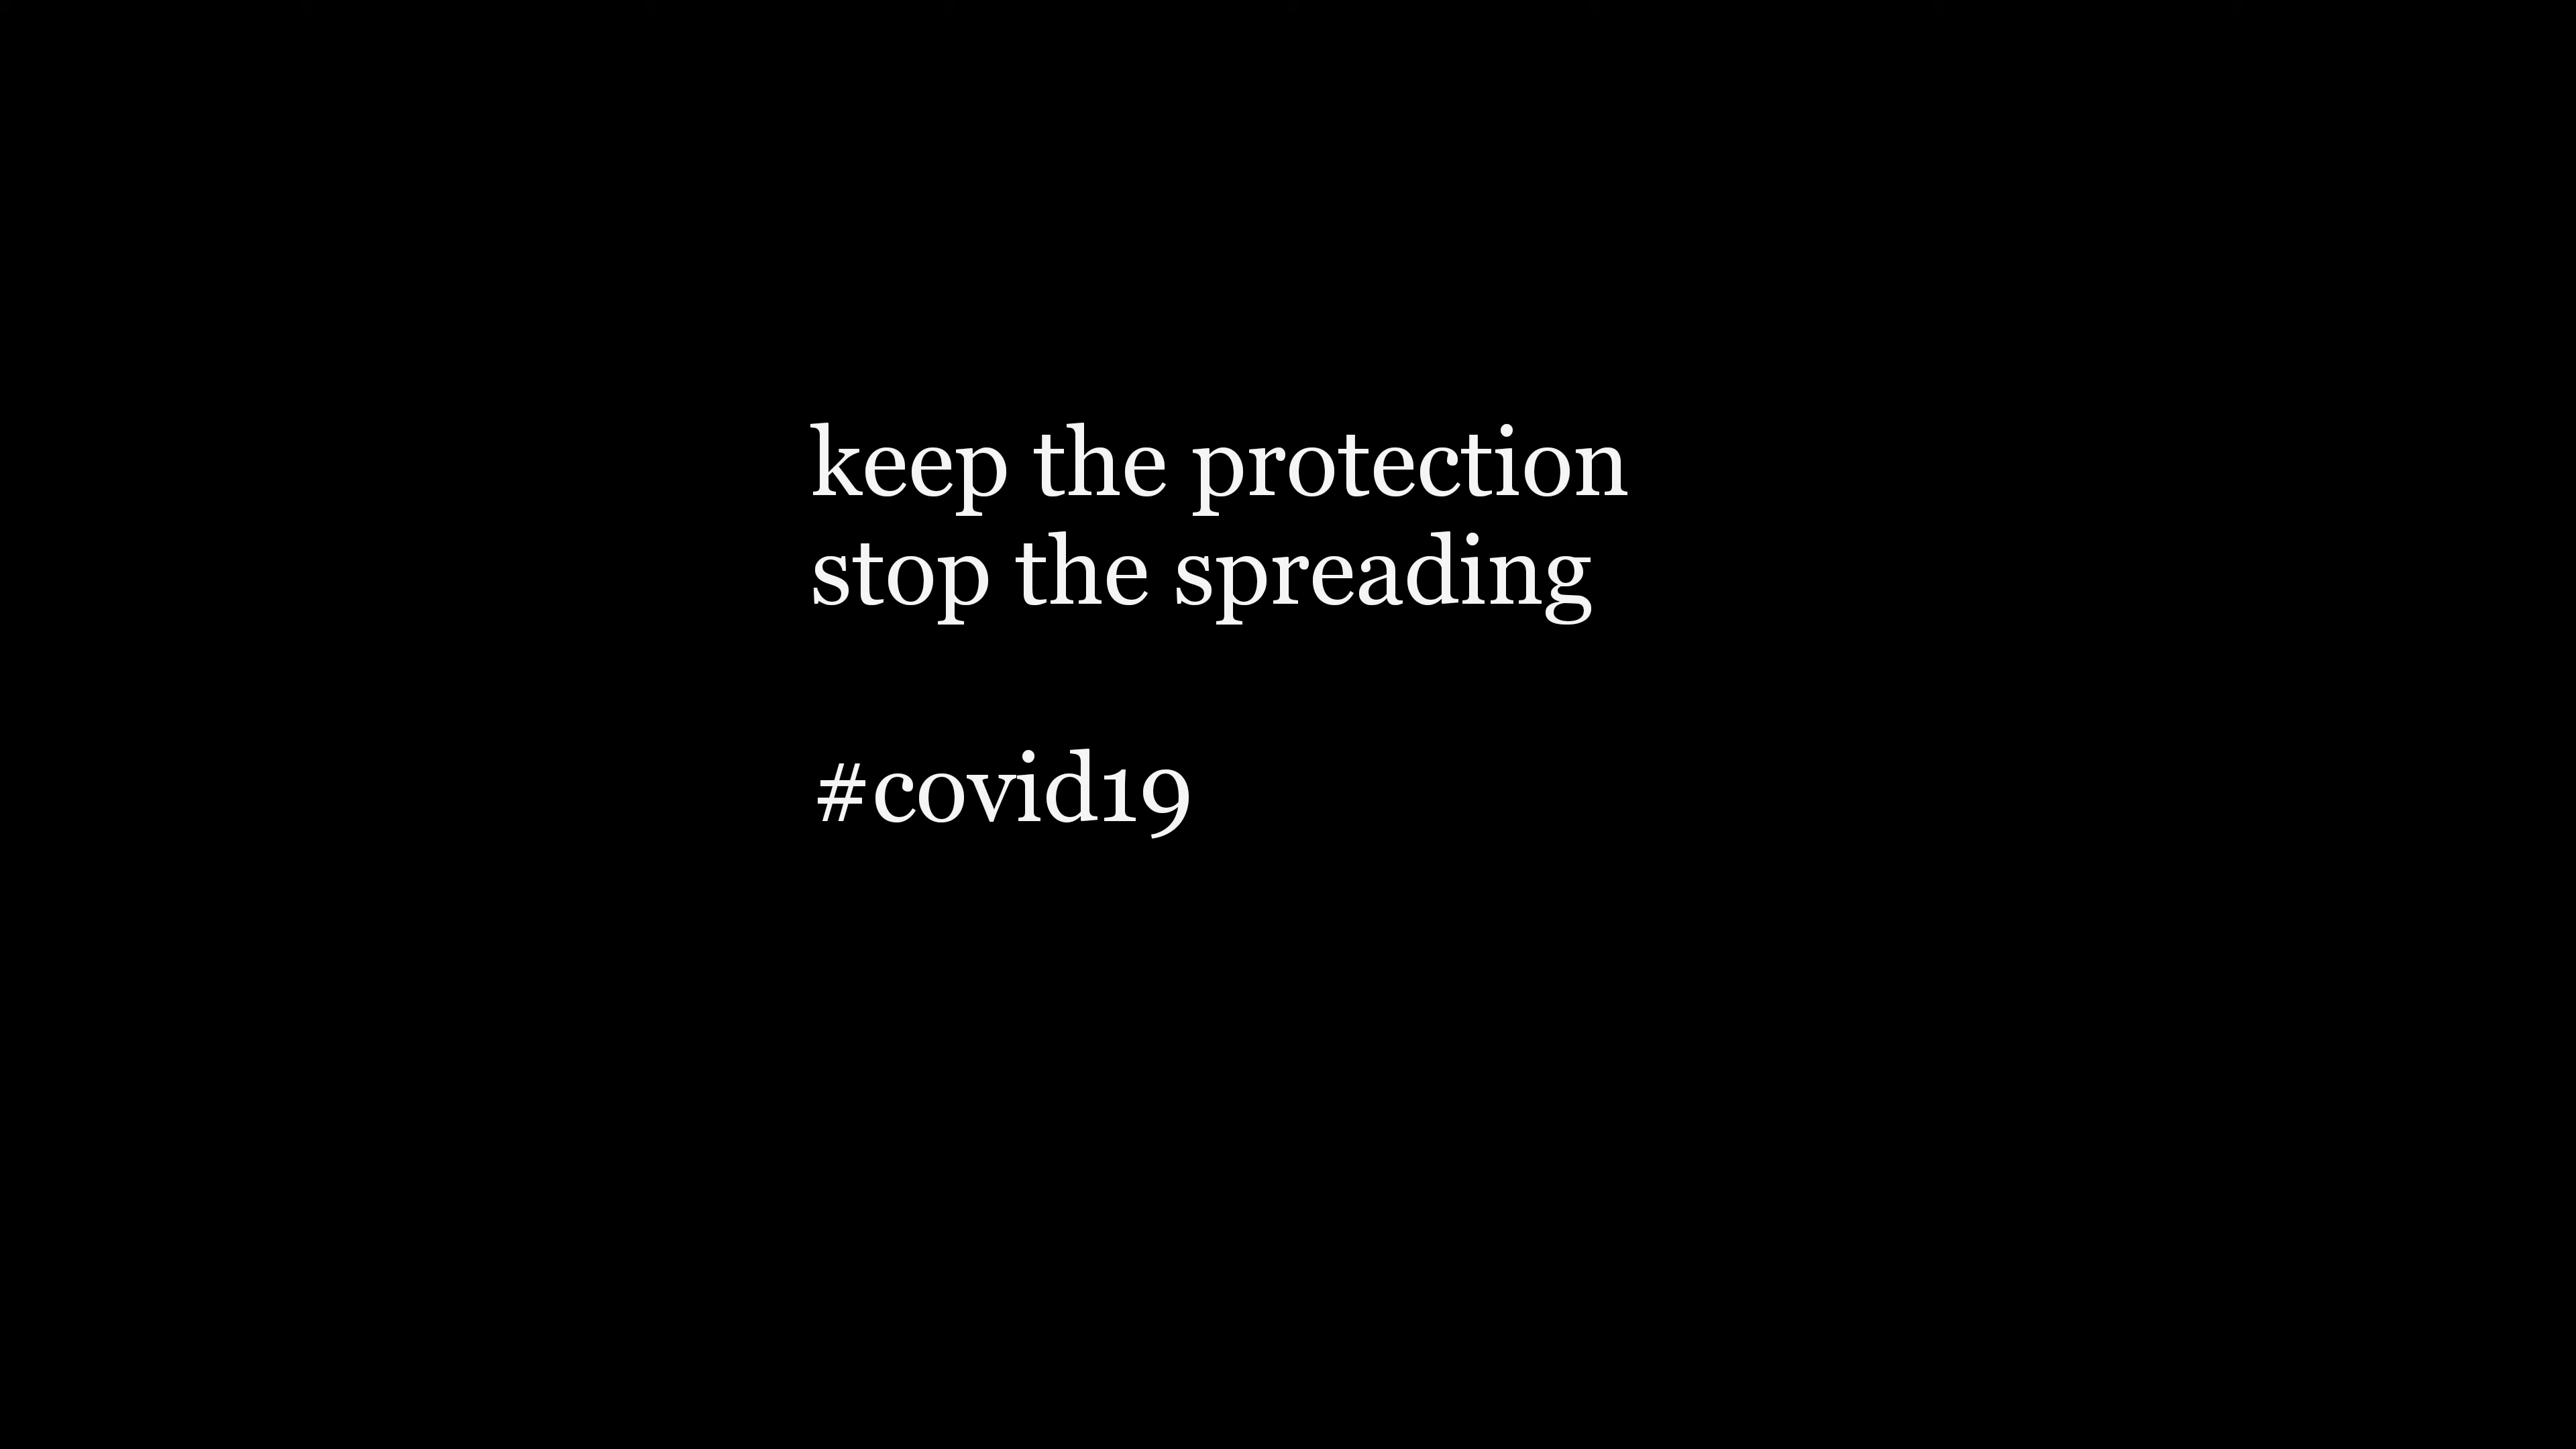 keep the protection
stop the spreading
#covid19